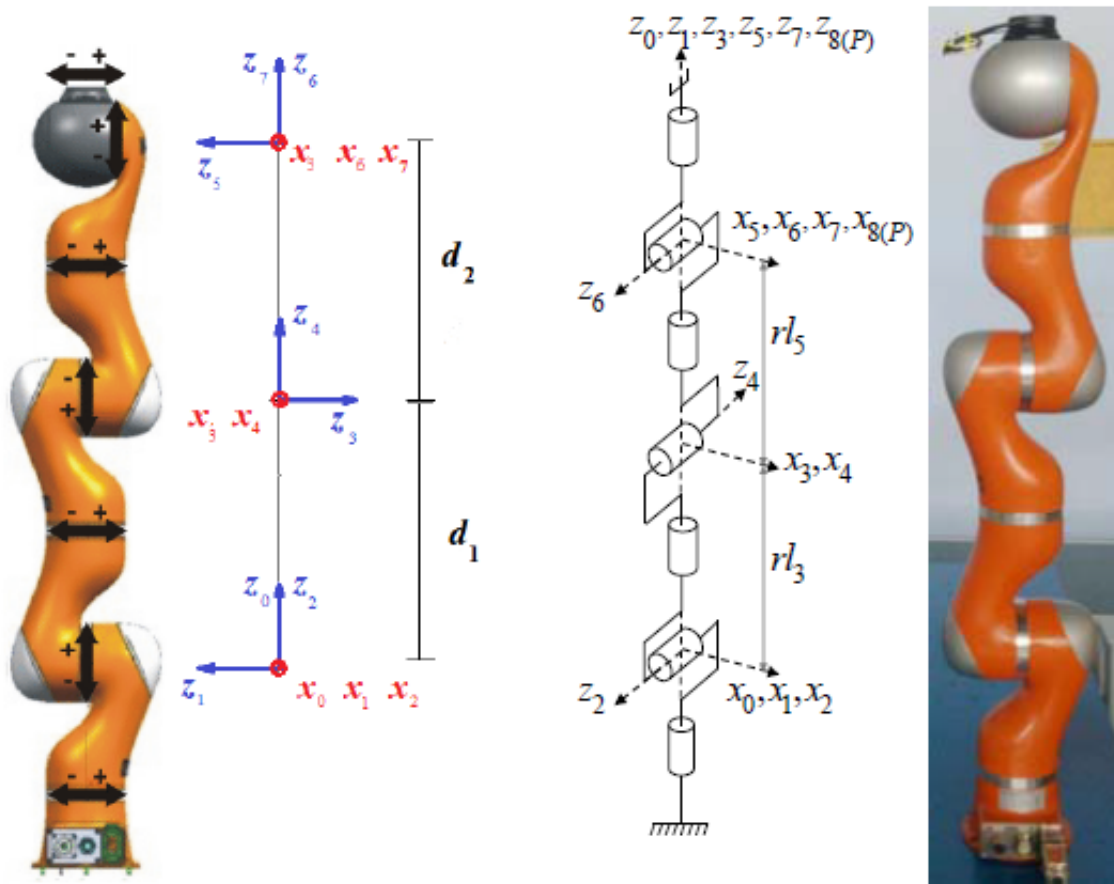 - +
+
-
- +
-
+
- +
+
-
- +
z₇ z₆
z₅
x₅ x₆ x₇
d₂
z₄
x₃ x₄
z₃
d₁
z₀ z₂
z₁
x₀ x₁ x₂
z₀, z₁, z₃, z₅, z₇, z₈₍P₎
x₅, x₆, x₇, x₈₍P₎
z₆
rl₅
z₄
x₃, x₄
rl₃
z₂
x₀, x₁, x₂